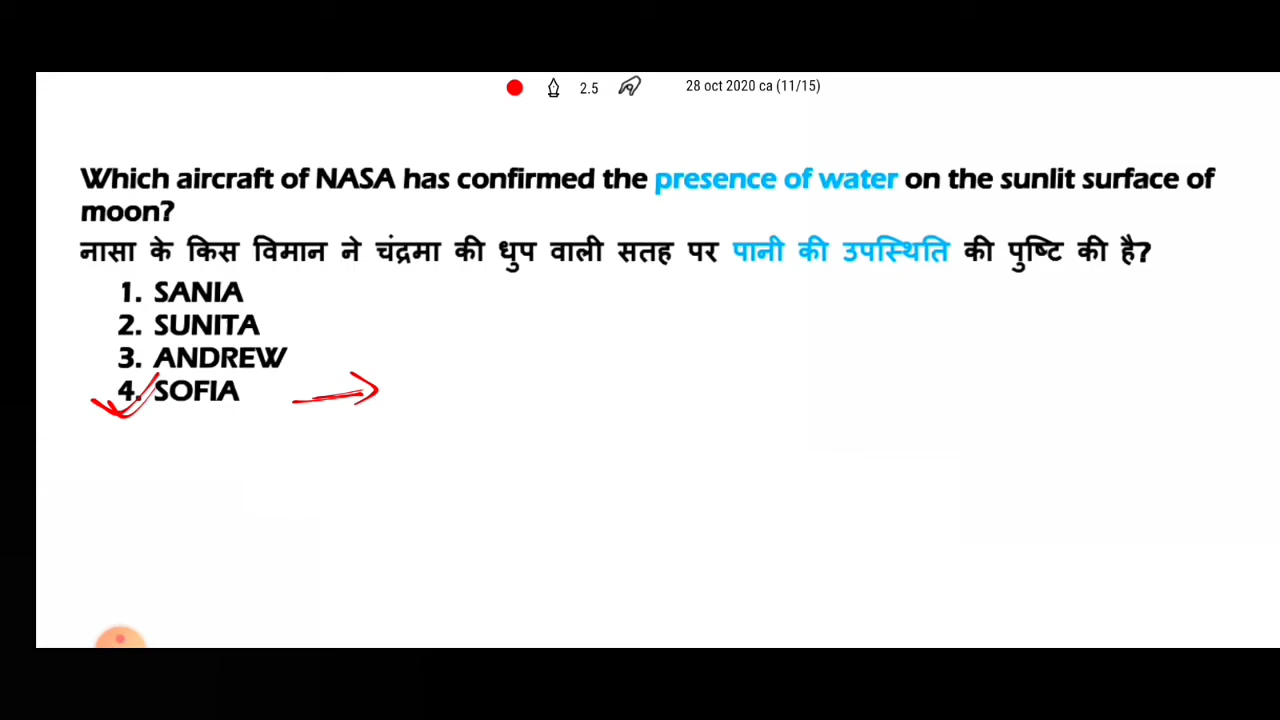 2.5 28 oct 2020 ca (11/15)
Which aircraft of NASA has confirmed the presence of water on the sunlit surface of
moon?
नासा के किस विमान ने चंद्रमा की धुप वाली सतह पर पानी की उपस्थिति की पुष्टि की है?
1. SANIA
2. SUNITA
3. ANDREW
4. SOFIA